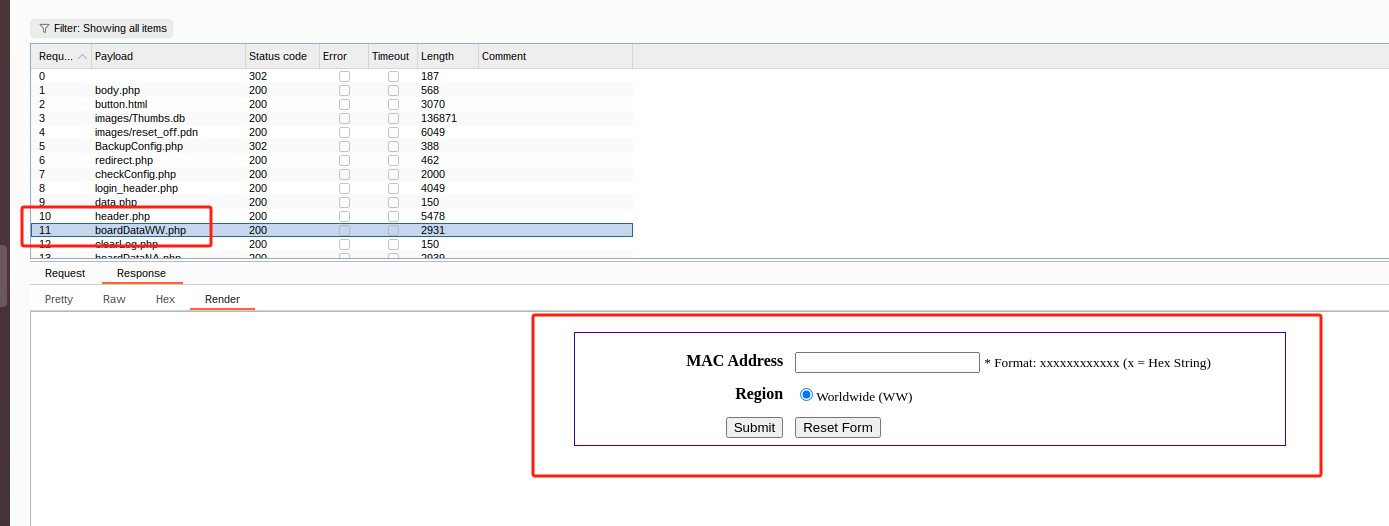 Filter: Showing all items
Requ... Payload Status code Error Timeout Length Comment
0 302 187
1 body.php 200 568
2 button.html 200 3070
3 images/Thumbs.db 200 136871
4 images/reset_off.pdn 200 6049
5 BackupConfig.php 302 388
6 redirect.php 200 462
7 checkConfig.php 200 2000
8 login_header.php 200 4049
9 data.php 200 150
10 header.php 200 5478
11 boardDataWW.php 200 2931
12 clearLog.php 200 150
13 boardDataNA.php 200 2939
Request Response
Pretty Raw Hex Render
MAC Address * Format: xxxxxxxxxxxx (x = Hex String)
Region Worldwide (WW)
Submit Reset Form